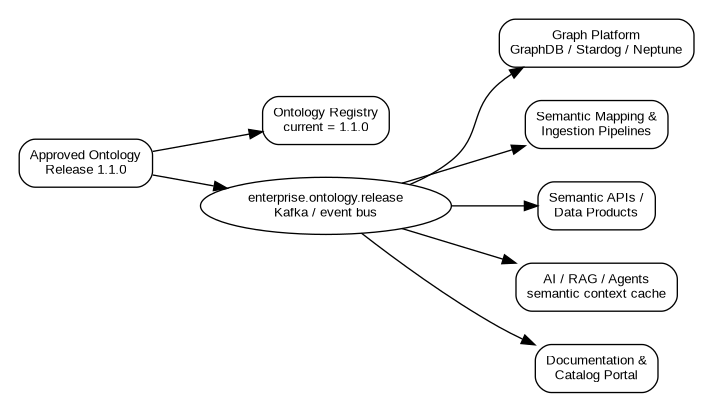 Approved Ontology
Release 1.1.0
Ontology Registry
current = 1.1.0
enterprise.ontology.release
Kafka / event bus
Graph Platform
GraphDB / Stardog / Neptune
Semantic Mapping &
Ingestion Pipelines
Semantic APIs /
Data Products
AI / RAG / Agents
semantic context cache
Documentation &
Catalog Portal